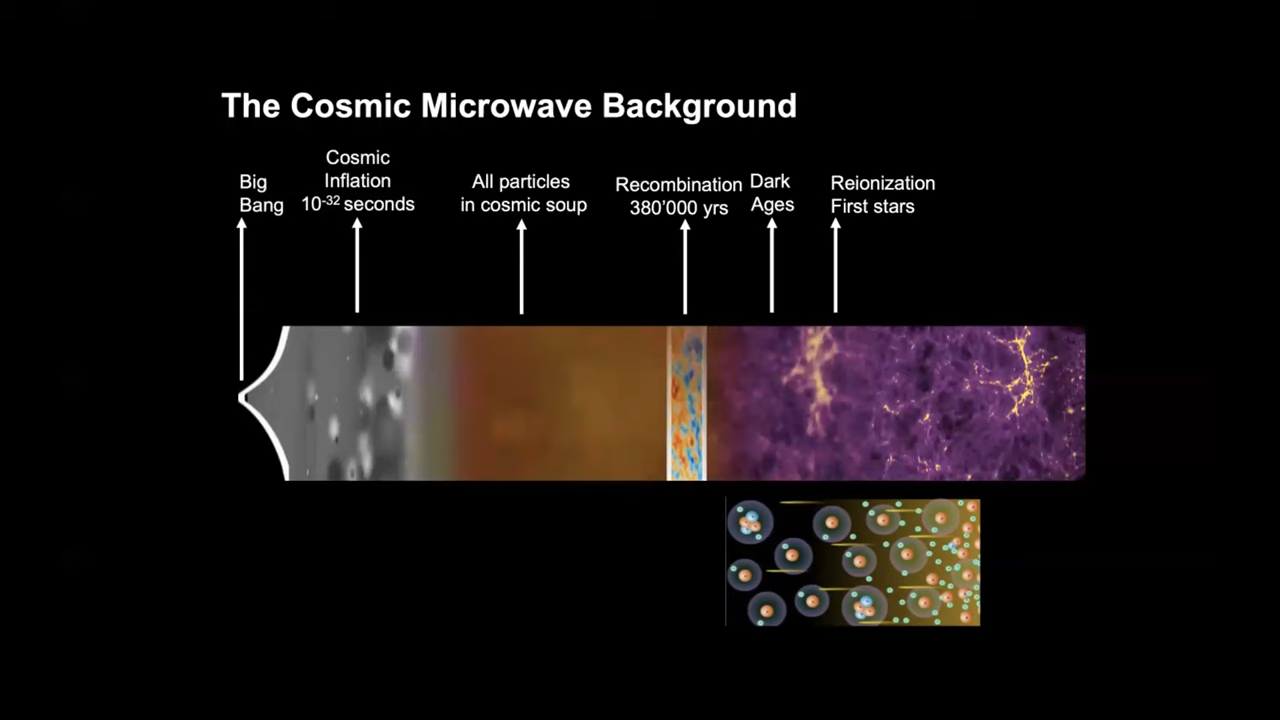 The Cosmic Microwave Background
Big
Bang
Cosmic
Inflation
10⁻³² seconds
All particles
in cosmic soup
Recombination
380’000 yrs
Dark
Ages
Reionization
First stars